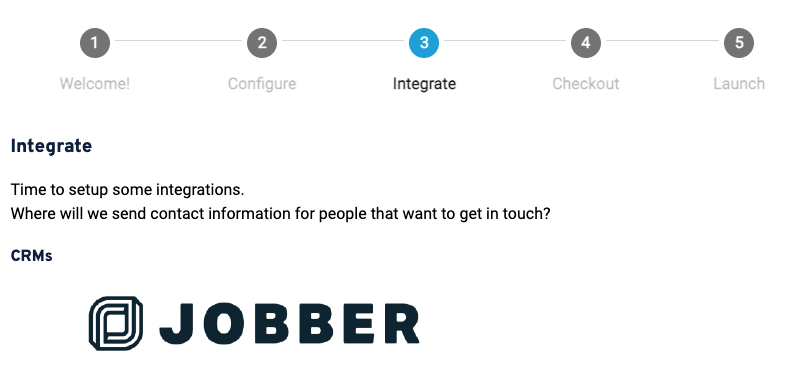 1 2 3 4 5
Welcome! Configure Integrate Checkout Launch
Integrate
Time to setup some integrations.
Where will we send contact information for people that want to get in touch?
CRMs
JOBBER